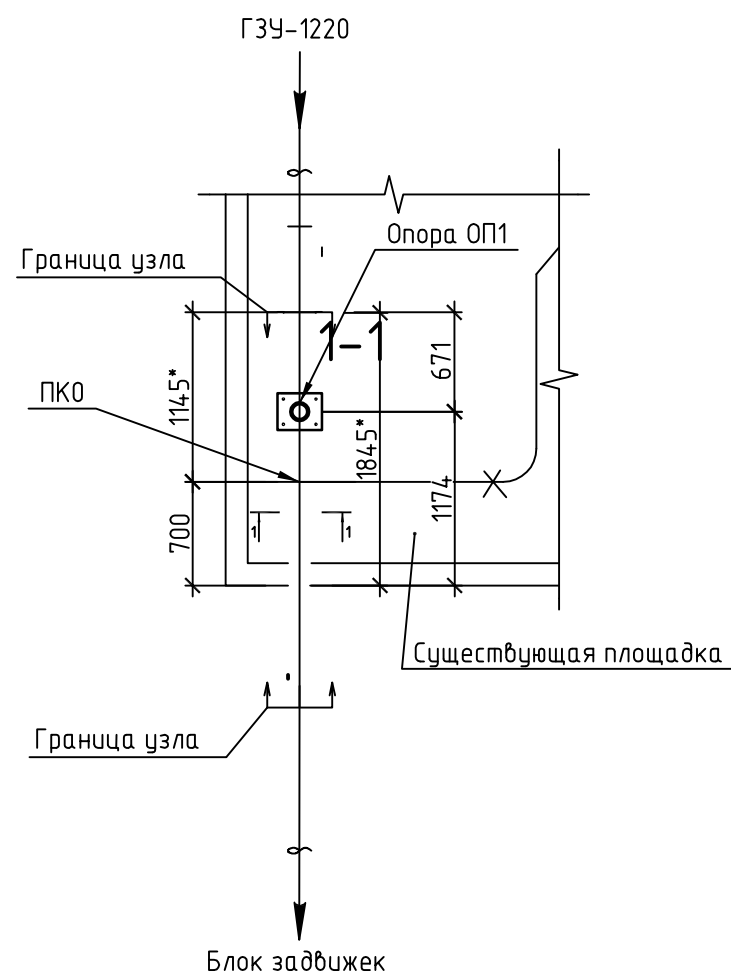 ГЗУ-1220
Опора ОП1
Граница узла
1-1
671
1145*
ПК0
1845*
1174
700
1
1
Существующая площадка
Граница узла
Блок задвижек